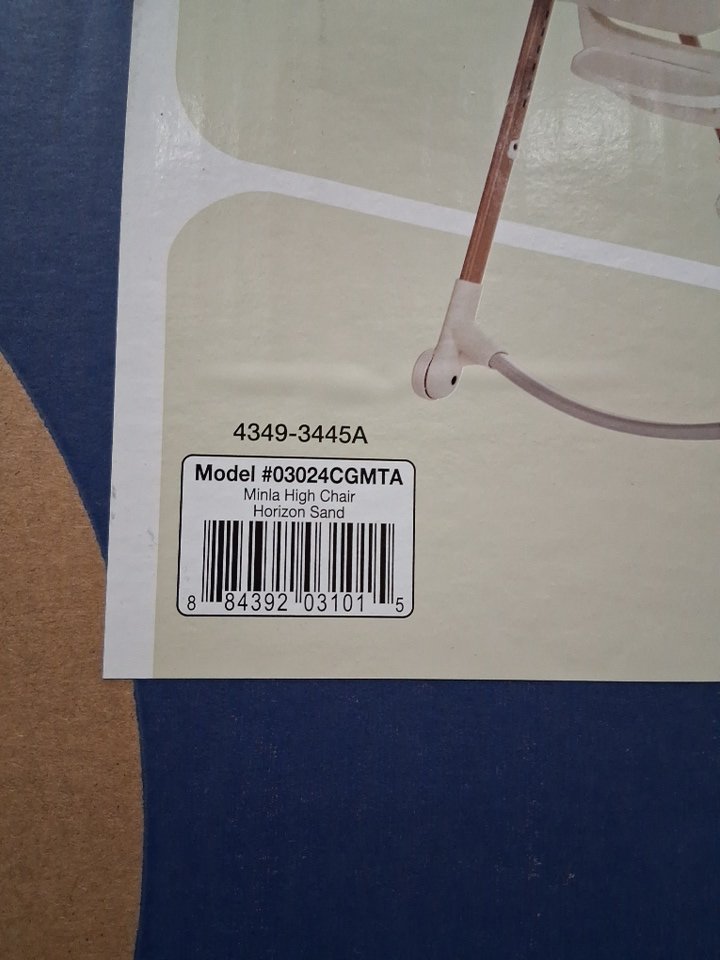 4349-3445A
Model #03024CGMTA
Minla High Chair
Horizon Sand
8 84392 03101 5